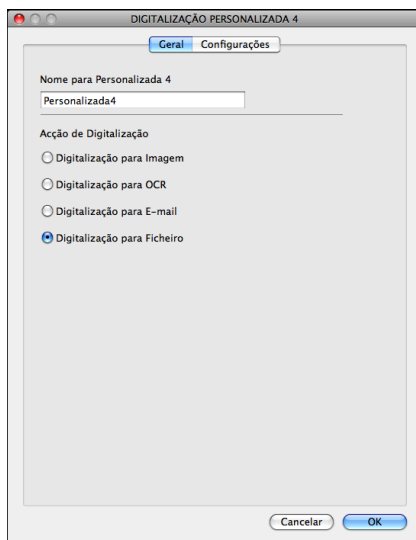 DIGITALIZAÇÃO PERSONALIZADA 4
Geral Configurações
Nome para Personalizada 4
Personalizada4
Acção de Digitalização
Digitalização para Imagem
Digitalização para OCR
Digitalização para E-mail
Digitalização para Ficheiro
Cancelar OK